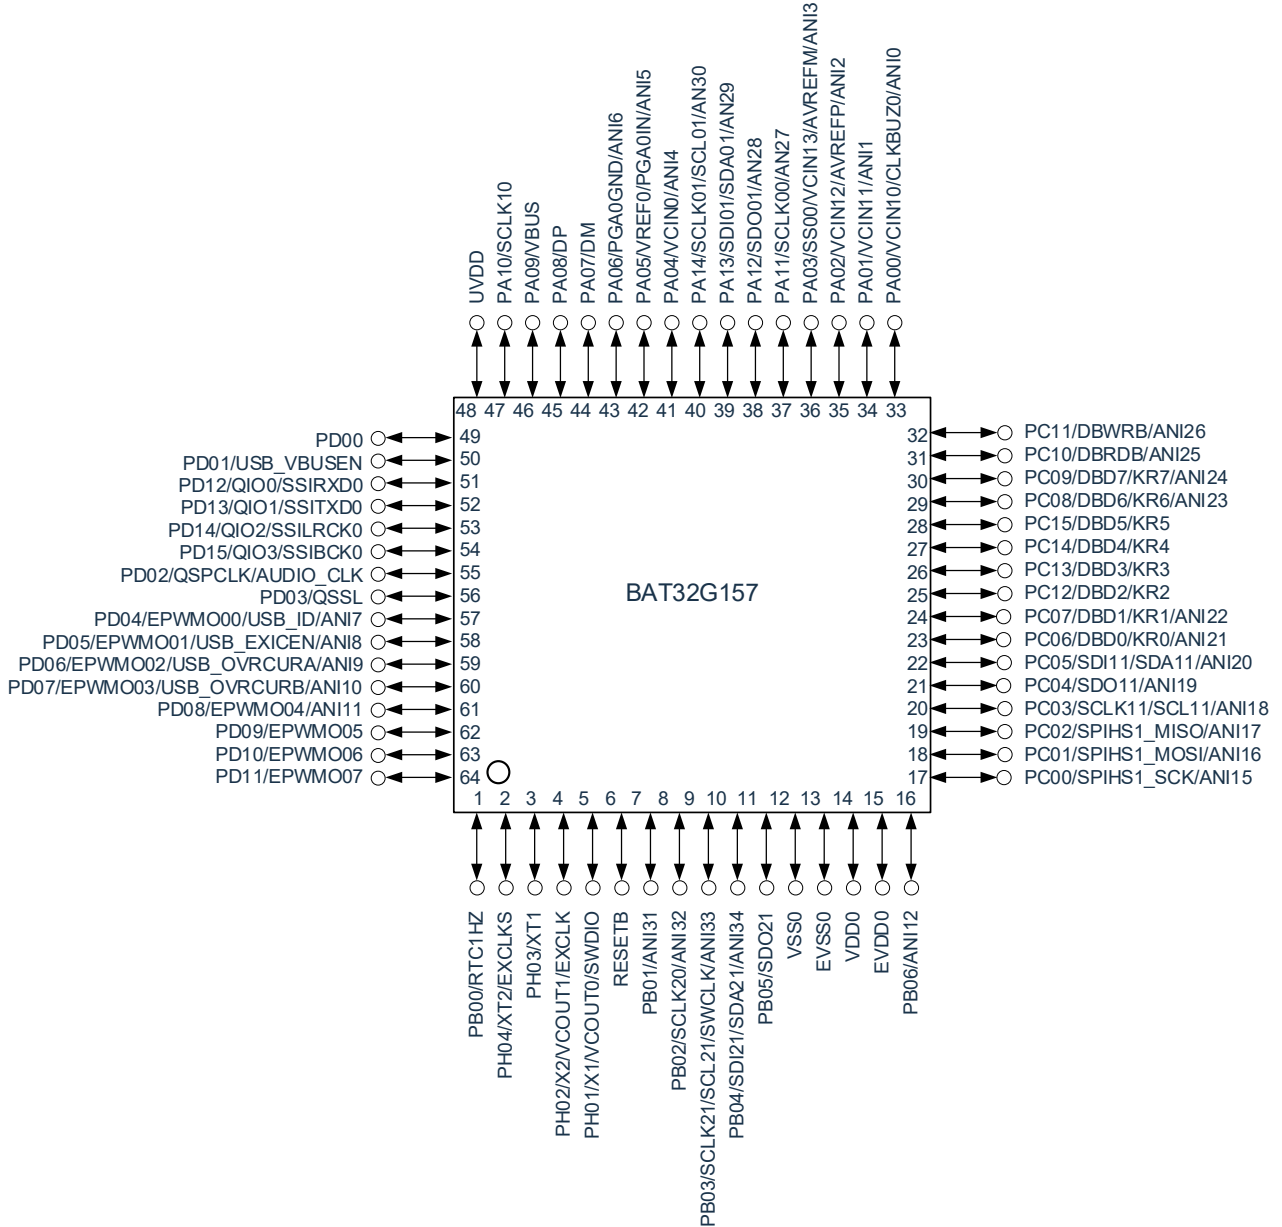 UVDD
PA10/SCLK10
PA09/VBUS
PA08/DP
PA07/DM
PA06/PGA0GND/ANI6
PA05/VREF0/PGA0IN/ANI5
PA04/VCIN0/ANI4
PA14/SCLK01/SCL01/AN30
PA13/SDI01/SDA01/AN29
PA12/SDO01/AN28
PA11/SCLK00/AN27
PA03/SS00/VCIN13/AVREFM/ANI3
PA02/VCIN12/AVREFP/ANI2
PA01/VCIN11/ANI1
PA00/VCIN10/CLKBUZ0/ANI0
48 47 46 45 44 43 42 41 40 39 38 37 36 35 34 33
PD00 49
PD01/USB_VBUSEN 50
PD12/QIO0/SSIRXD0 51
PD13/QIO1/SSITXD0 52
PD14/QIO2/SSILRCK0 53
PD15/QIO3/SSIBCK0 54
PD02/QSPCLK/AUDIO_CLK 55
PD03/QSSL 56
PD04/EPWMO00/USB_ID/ANI7 57
PD05/EPWMO01/USB_EXICEN/ANI8 58
PD06/EPWMO02/USB_OVRCURA/ANI9 59
PD07/EPWMO03/USB_OVRCURB/ANI10 60
PD08/EPWMO04/ANI11 61
PD09/EPWMO05 62
PD10/EPWMO06 63
PD11/EPWMO07 64
BAT32G157
32 PC11/DBWRB/ANI26
31 PC10/DBRDB/ANI25
30 PC09/DBD7/KR7/ANI24
29 PC08/DBD6/KR6/ANI23
28 PC15/DBD5/KR5
27 PC14/DBD4/KR4
26 PC13/DBD3/KR3
25 PC12/DBD2/KR2
24 PC07/DBD1/KR1/ANI22
23 PC06/DBD0/KR0/ANI21
22 PC05/SDI11/SDA11/ANI20
21 PC04/SDO11/ANI19
20 PC03/SCLK11/SCL11/ANI18
19 PC02/SPIHS1_MISO/ANI17
18 PC01/SPIHS1_MOSI/ANI16
17 PC00/SPIHS1_SCK/ANI15
1 2 3 4 5 6 7 8 9 10 11 12 13 14 15 16
PB00/RTC1HZ
PH04/XT2/EXCLKS
PH03/XT1
PH02/X2/VCOUT1/EXCLK
PH01/X1/VCOUT0/SWDIO
RESETB
PB01/ANI31
PB02/SCLK20/ANI32
PB03/SCLK21/SCL21/SWCLK/ANI33
PB04/SDI21/SDA21/ANI34
PB05/SDO21
VSS0
EVSS0
VDD0
EVDD0
PB06/ANI12